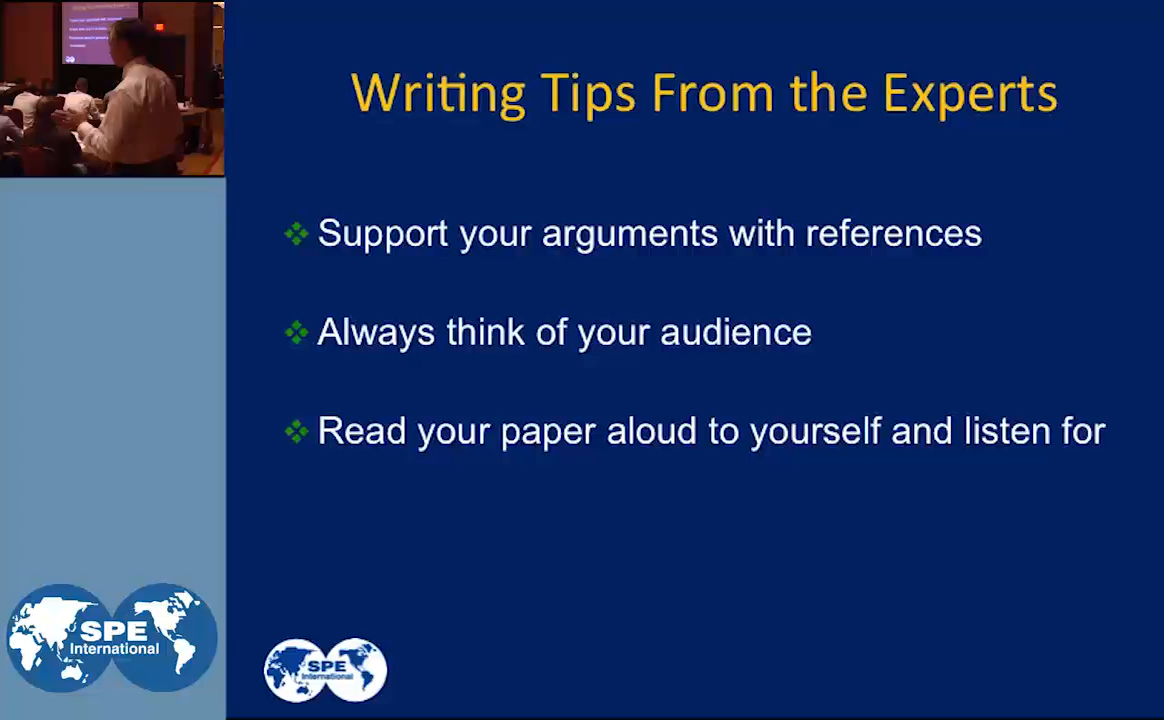 Writing Tips From the Experts
Support your arguments with references
Always think of your audience
Read your paper aloud to yourself and listen for
SPE
International
SPE
International